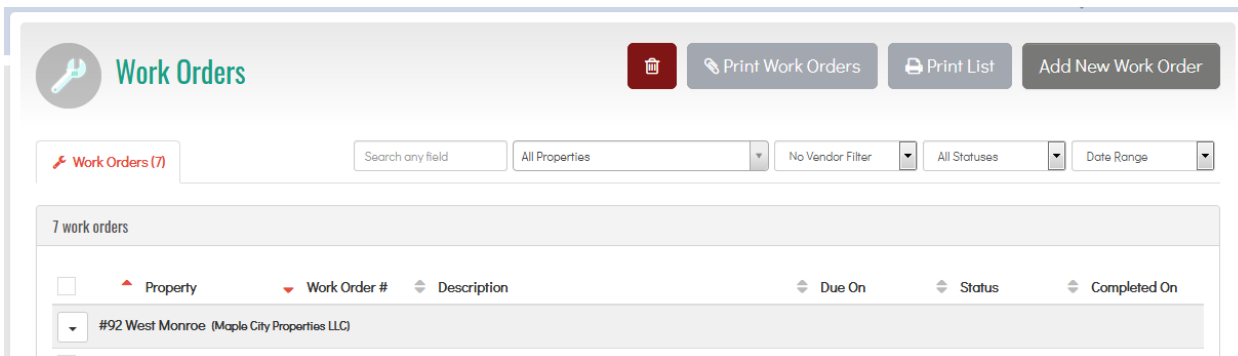 Work Orders
Print Work Orders
Print List
Add New Work Order
Work Orders (7)
Search any field
All Properties
No Vendor Filter
All Statuses
Date Range
7 work orders
Property Work Order # Description Due On Status Completed On
#92 West Monroe (Maple City Properties LLC)